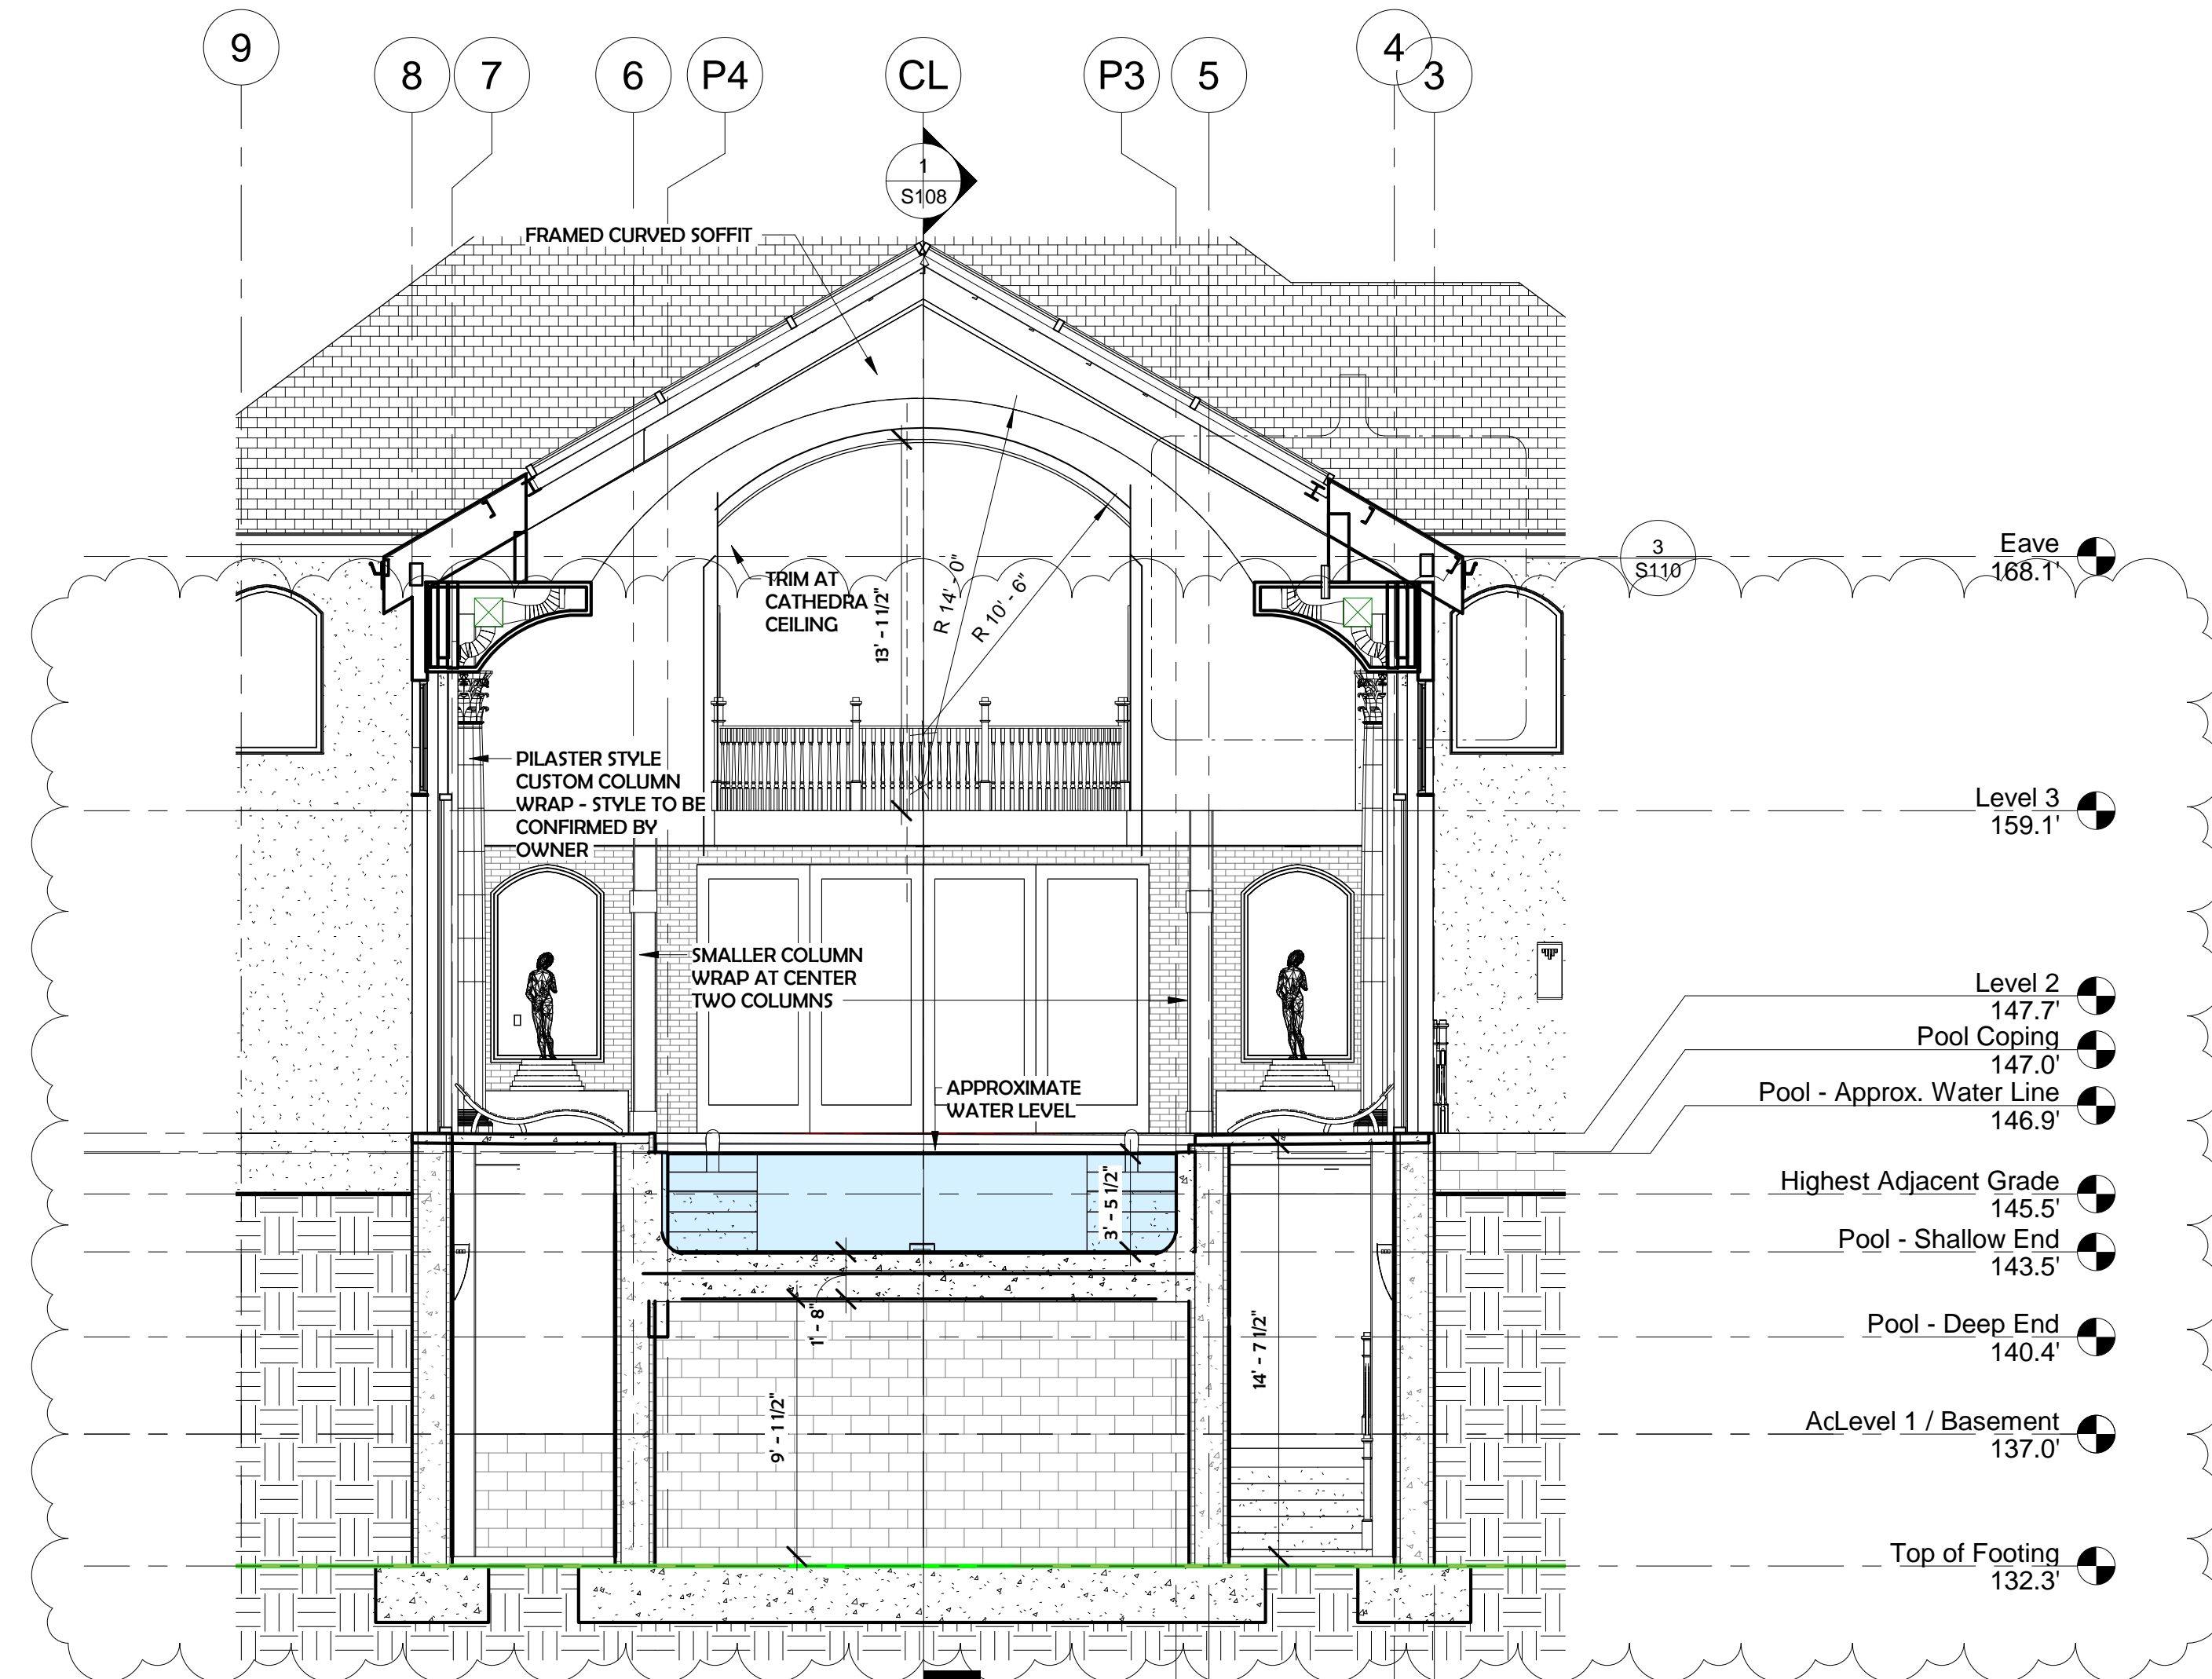 9
8
7
6
P4
CL
P3
5
4
3
1
S108
FRAMED CURVED SOFFIT
TRIM AT
CATHEDRA
CEILING
13' - 1 1/2"
R 14' - 0"
R 10' - 6"
3
S110
Eave
168.1'
PILASTER STYLE
CUSTOM COLUMN
WRAP - STYLE TO BE
CONFIRMED BY
OWNER
Level 3
159.1'
SMALLER COLUMN
WRAP AT CENTER
TWO COLUMNS
Level 2
147.7'
Pool Coping
147.0'
Pool - Approx. Water Line
146.9'
APPROXIMATE
WATER LEVEL
3' - 5 1/2"
Highest Adjacent Grade
145.5'
Pool - Shallow End
143.5'
1' - 8"
14' - 7 1/2"
Pool - Deep End
140.4'
9' - 1 1/2"
AcLevel 1 / Basement
137.0'
Top of Footing
132.3'